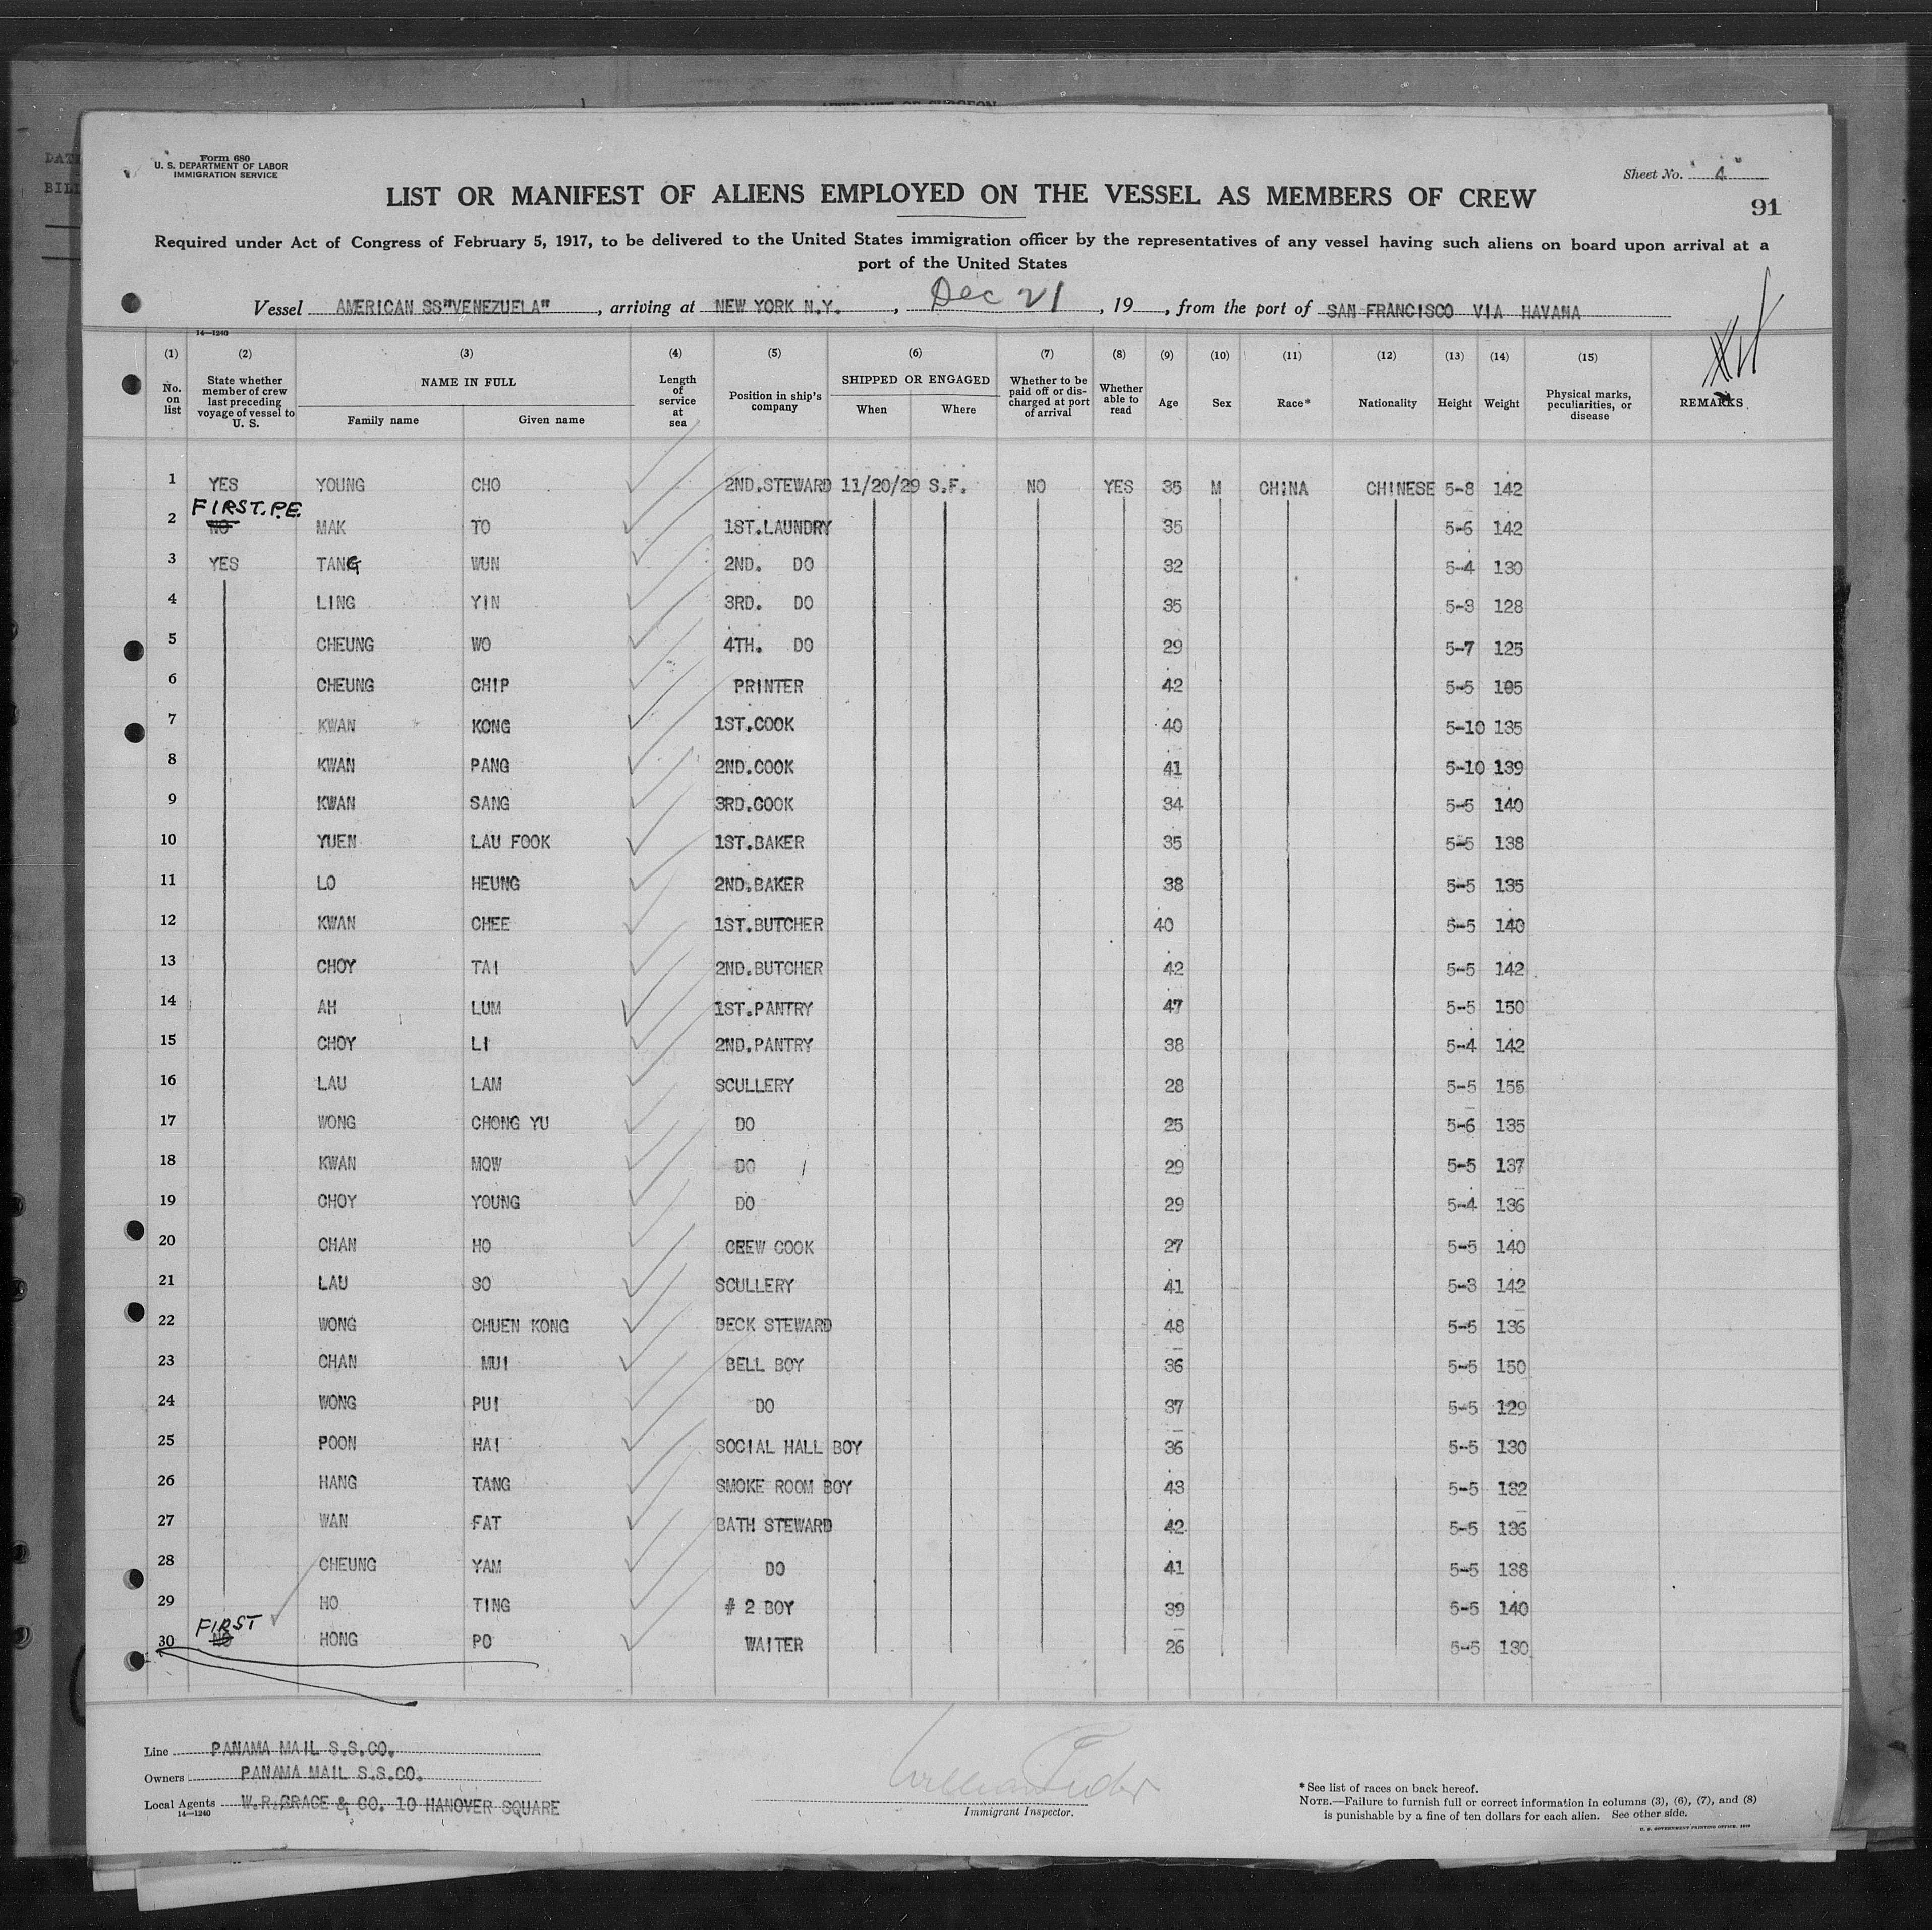 Form 680
U. S. DEPARTMENT OF LABOR
IMMIGRATION SERVICE
Sheet No. "4"
LIST OR MANIFEST OF ALIENS EMPLOYED ON THE VESSEL AS MEMBERS OF CREW
91
Required under Act of Congress of February 5, 1917, to be delivered to the United States immigration officer by the representatives of any vessel having such aliens on board upon arrival at a
port of the United States
Vessel AMERICAN SS"VENEZUELA", arriving at NEW YORK N.Y., Dec 21, 19__, from the port of SAN FRANCISCO VIA HAVANA
14—1240
(1) (2) (3) (4) (5) (6) (7) (8) (9) (10) (11) (12) (13) (14) (15)
No. on list | State whether member of crew last preceding voyage of vessel to U. S. | NAME IN FULL | Family name | Given name | Length of service at sea | Position in ship's company | SHIPPED OR ENGAGED | When | Where | Whether to be paid off or discharged at port of arrival | Whether able to read | Age | Sex | Race* | Nationality | Height | Weight | Physical marks, peculiarities, or disease | REMARKS
1 YES YOUNG CHO 2ND.STEWARD 11/20/29 S.F. NO YES 35 M CHINA CHINESE 5-8 142
FIRST.P.E.
2 NO MAK TO 1ST.LAUNDRY 35 5-6 142
3 YES TANG WUN 2ND. DO 32 5-4 130
4 LING YIN 3RD. DO 35 5-3 128
5 CHEUNG WO 4TH. DO 29 5-7 125
6 CHEUNG CHIP PRINTER 42 5-5 105
7 KWAN KONG 1ST.COOK 40 5-10 135
8 KWAN PANG 2ND.COOK 41 5-10 139
9 KWAN SANG 3RD.COOK 34 5-5 140
10 YUEN LAU FOOK 1ST.BAKER 35 5-5 138
11 LO HEUNG 2ND.BAKER 38 5-5 135
12 KWAN CHEE 1ST.BUTCHER 40 5-5 140
13 CHOY TAI 2ND.BUTCHER 42 5-5 142
14 AH LUM 1ST.PANTRY 47 5-5 150
15 CHOY LI 2ND.PANTRY 38 5-4 142
16 LAU LAM SCULLERY 28 5-5 155
17 WONG CHONG YU DO 25 5-6 135
18 KWAN MOW DO 29 5-5 137
19 CHOY YOUNG DO 29 5-4 136
20 CHAN HO CREW COOK 27 5-5 140
21 LAU SO SCULLERY 41 5-3 142
22 WONG CHUEN KONG DECK STEWARD 48 5-5 136
23 CHAN MUI BELL BOY 36 5-5 150
24 WONG PUI DO 37 5-5 129
25 POON HAI SOCIAL HALL BOY 36 5-5 130
26 HANG TANG SMOKE ROOM BOY 43 5-5 132
27 WAN FAT BATH STEWARD 42 5-5 136
28 CHEUNG YAM DO 41 5-5 138
29 HO TING # 2 BOY 39 5-5 140
FIRST
30 NO HONG PO WAITER 26 5-5 130
Line PANAMA MAIL S.S.CO.
Owners PANAMA MAIL S.S.CO.
Local Agents W.R.GRACE & CO. 10 HANOVER SQUARE
14—1240
William
Immigrant Inspector.
*See list of races on back hereof.
NOTE.—Failure to furnish full or correct information in columns (3), (6), (7), and (8)
is punishable by a fine of ten dollars for each alien. See other side.